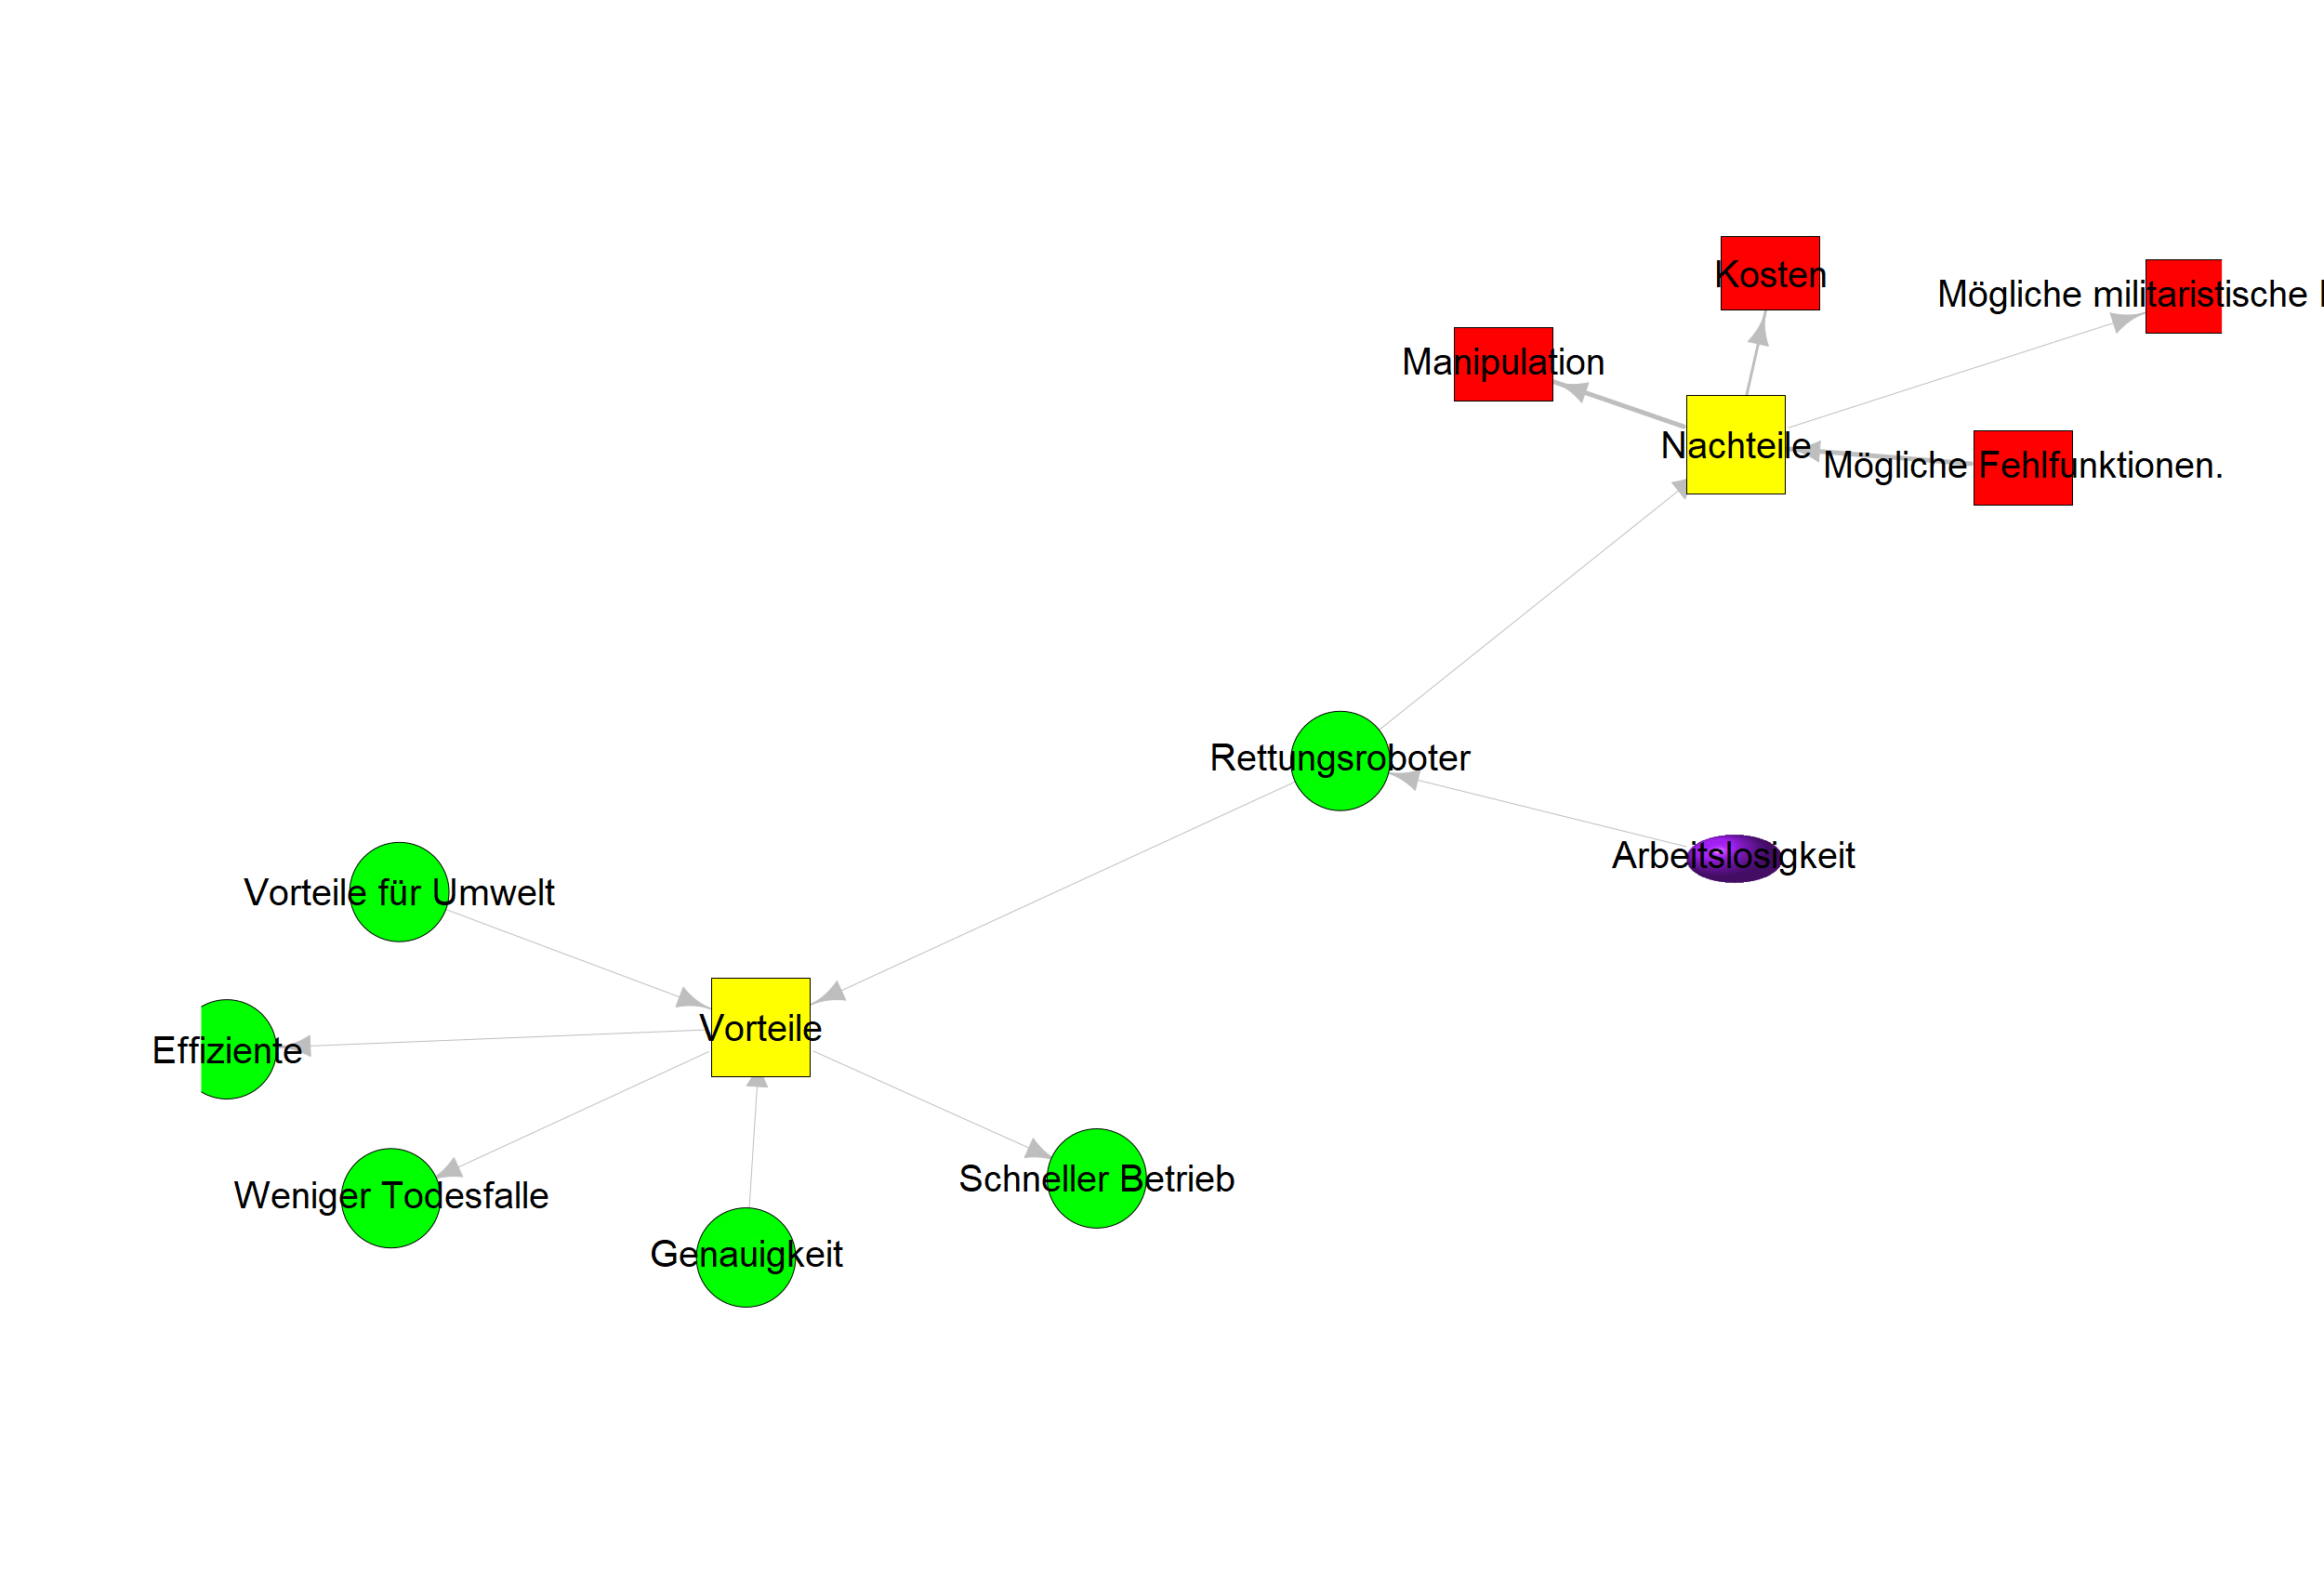 Kosten
Mögliche militaristische
Manipulation
Nachteile
Mögliche Fehlfunktionen.
Rettungsroboter
Arbeitslosigkeit
Vorteile für Umwelt
Vorteile
Effiziente
Weniger Todesfalle
Schneller Betrieb
Genauigkeit